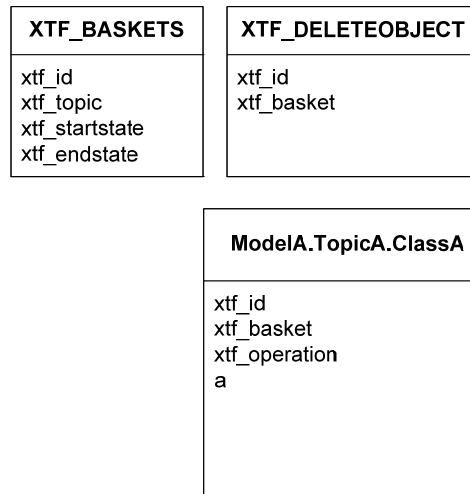 XTF_BASKETS
xtf_id
xtf_topic
xtf_startstate
xtf_endstate
XTF_DELETEOBJECT
xtf_id
xtf_basket
ModelA.TopicA.ClassA
xtf_id
xtf_basket
xtf_operation
a